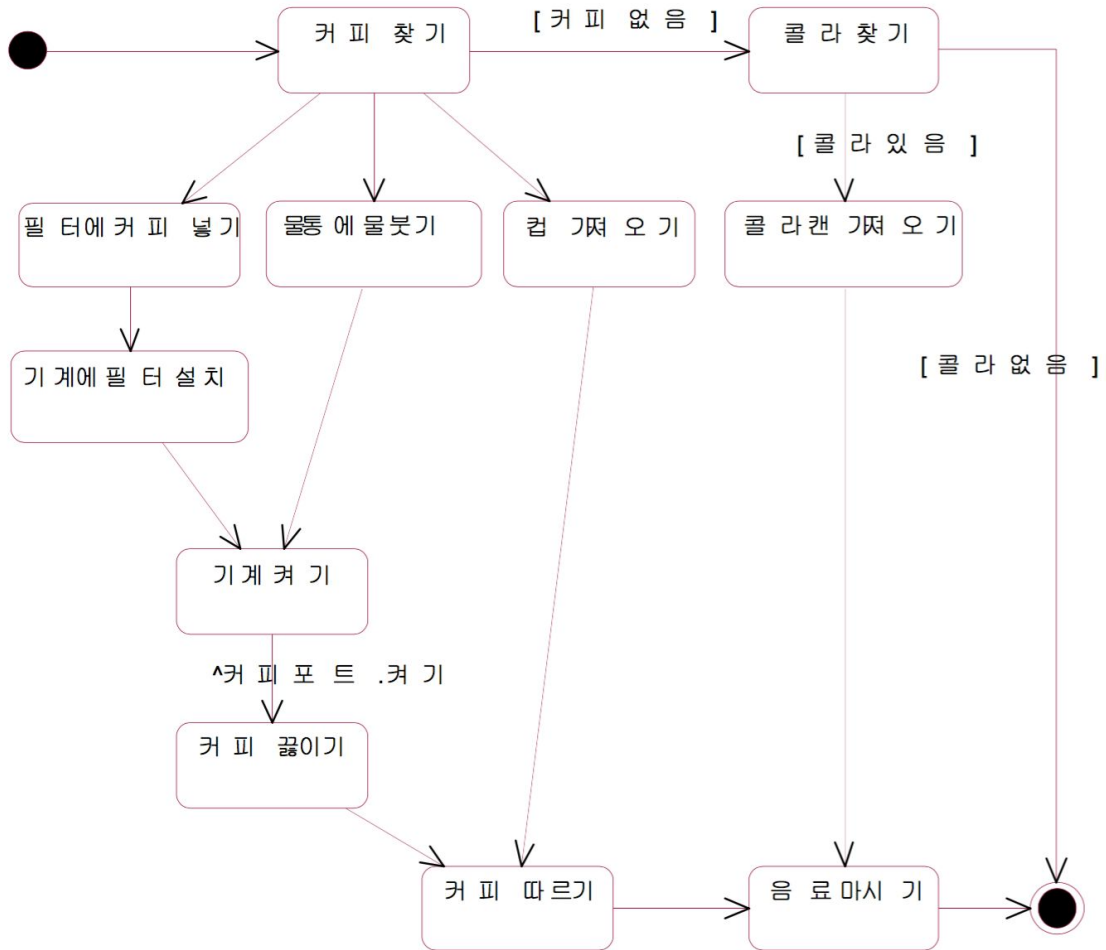 커피 찾기
[커피 없음]
콜라찾기
[콜라있음]
필터에커피 넣기
물통에물붓기
컵 가져오기
콜라캔 가져오기
기계에필터설치
[콜라없음]
기계켜기
^커피포트.켜기
커피 끓이기
커피 따르기
음료마시기